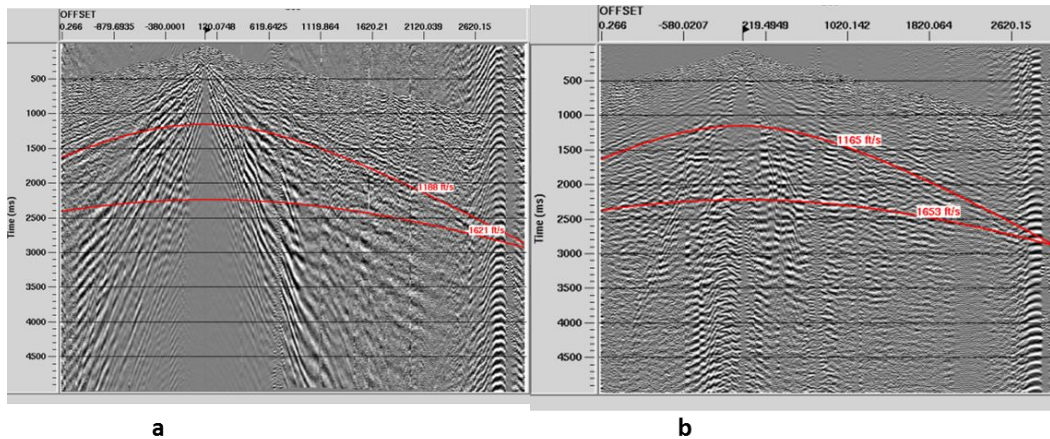 OFFSET
0.266 -879.6935 -380.0001 120.0748 619.6425 1119.864 1620.21 2120.039 2620.15
500
1000
1500
2000
2500
3000
3500
4000
4500
Time (ms)
1188 ft/s
1621 ft/s
a
OFFSET
0.266 -580.0207 219.4949 1020.142 1820.064 2620.15
500
1000
1500
2000
2500
3000
3500
4000
4500
Time (ms)
1165 ft/s
1653 ft/s
b